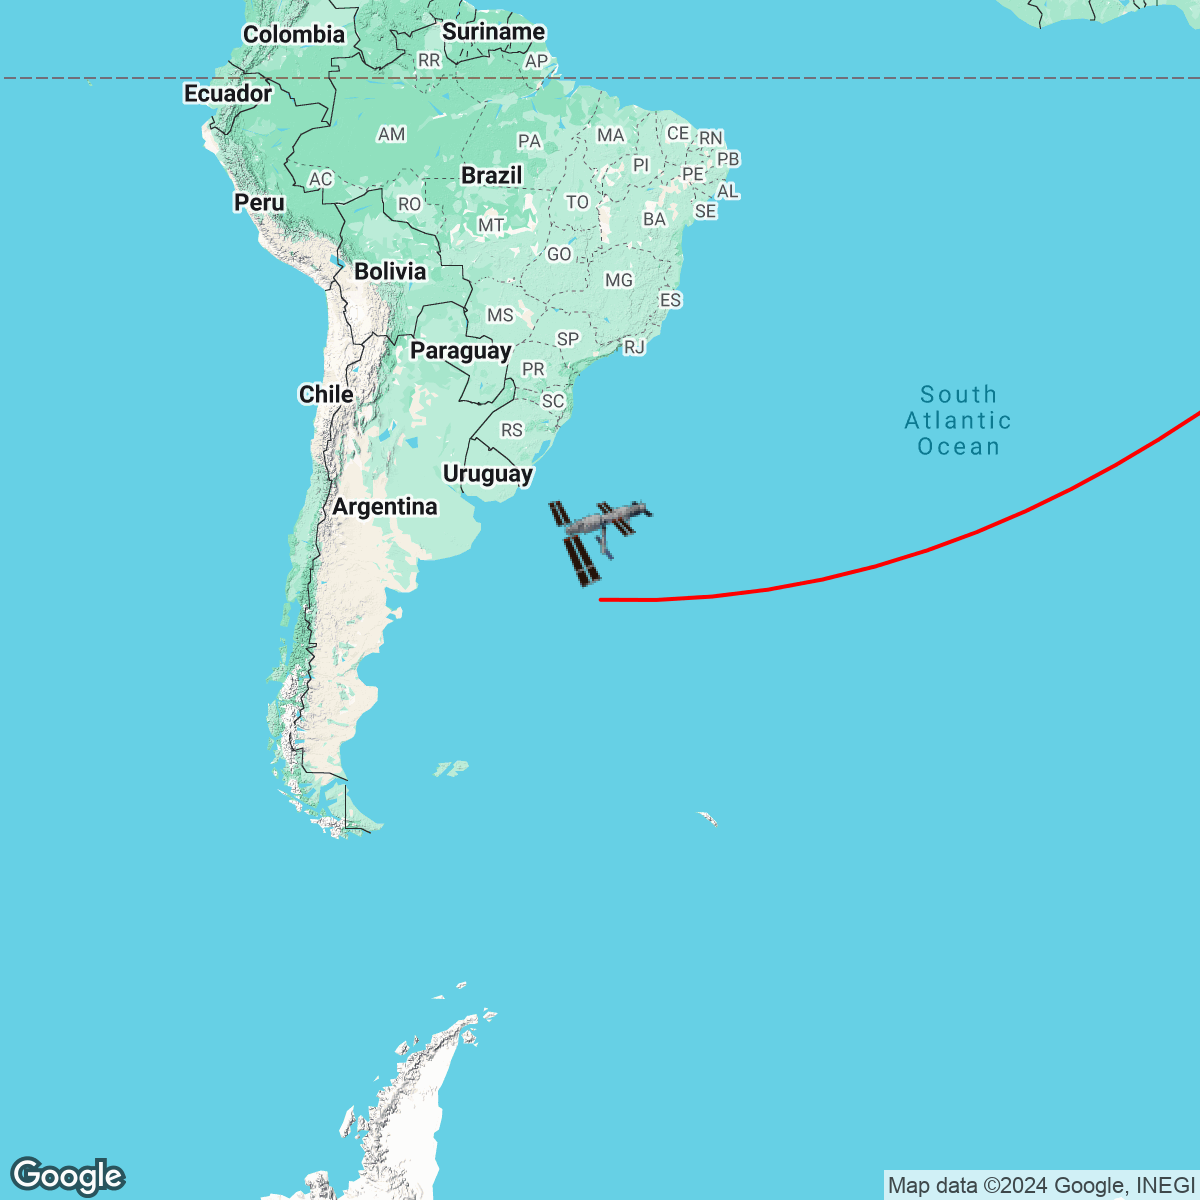 Colombia
Suriname
RR
AP
Ecuador
AM
PA
MA
CE
RN
PI
PB
PE
Brazil
AC
AL
Peru
RO
TO
SE
MT
BA
GO
Bolivia
MG
ES
MS
SP
RJ
Paraguay
PR
Chile
SC
South
Atlantic
Ocean
RS
Uruguay
Argentina
Google
Map data ©2024 Google, INEGI